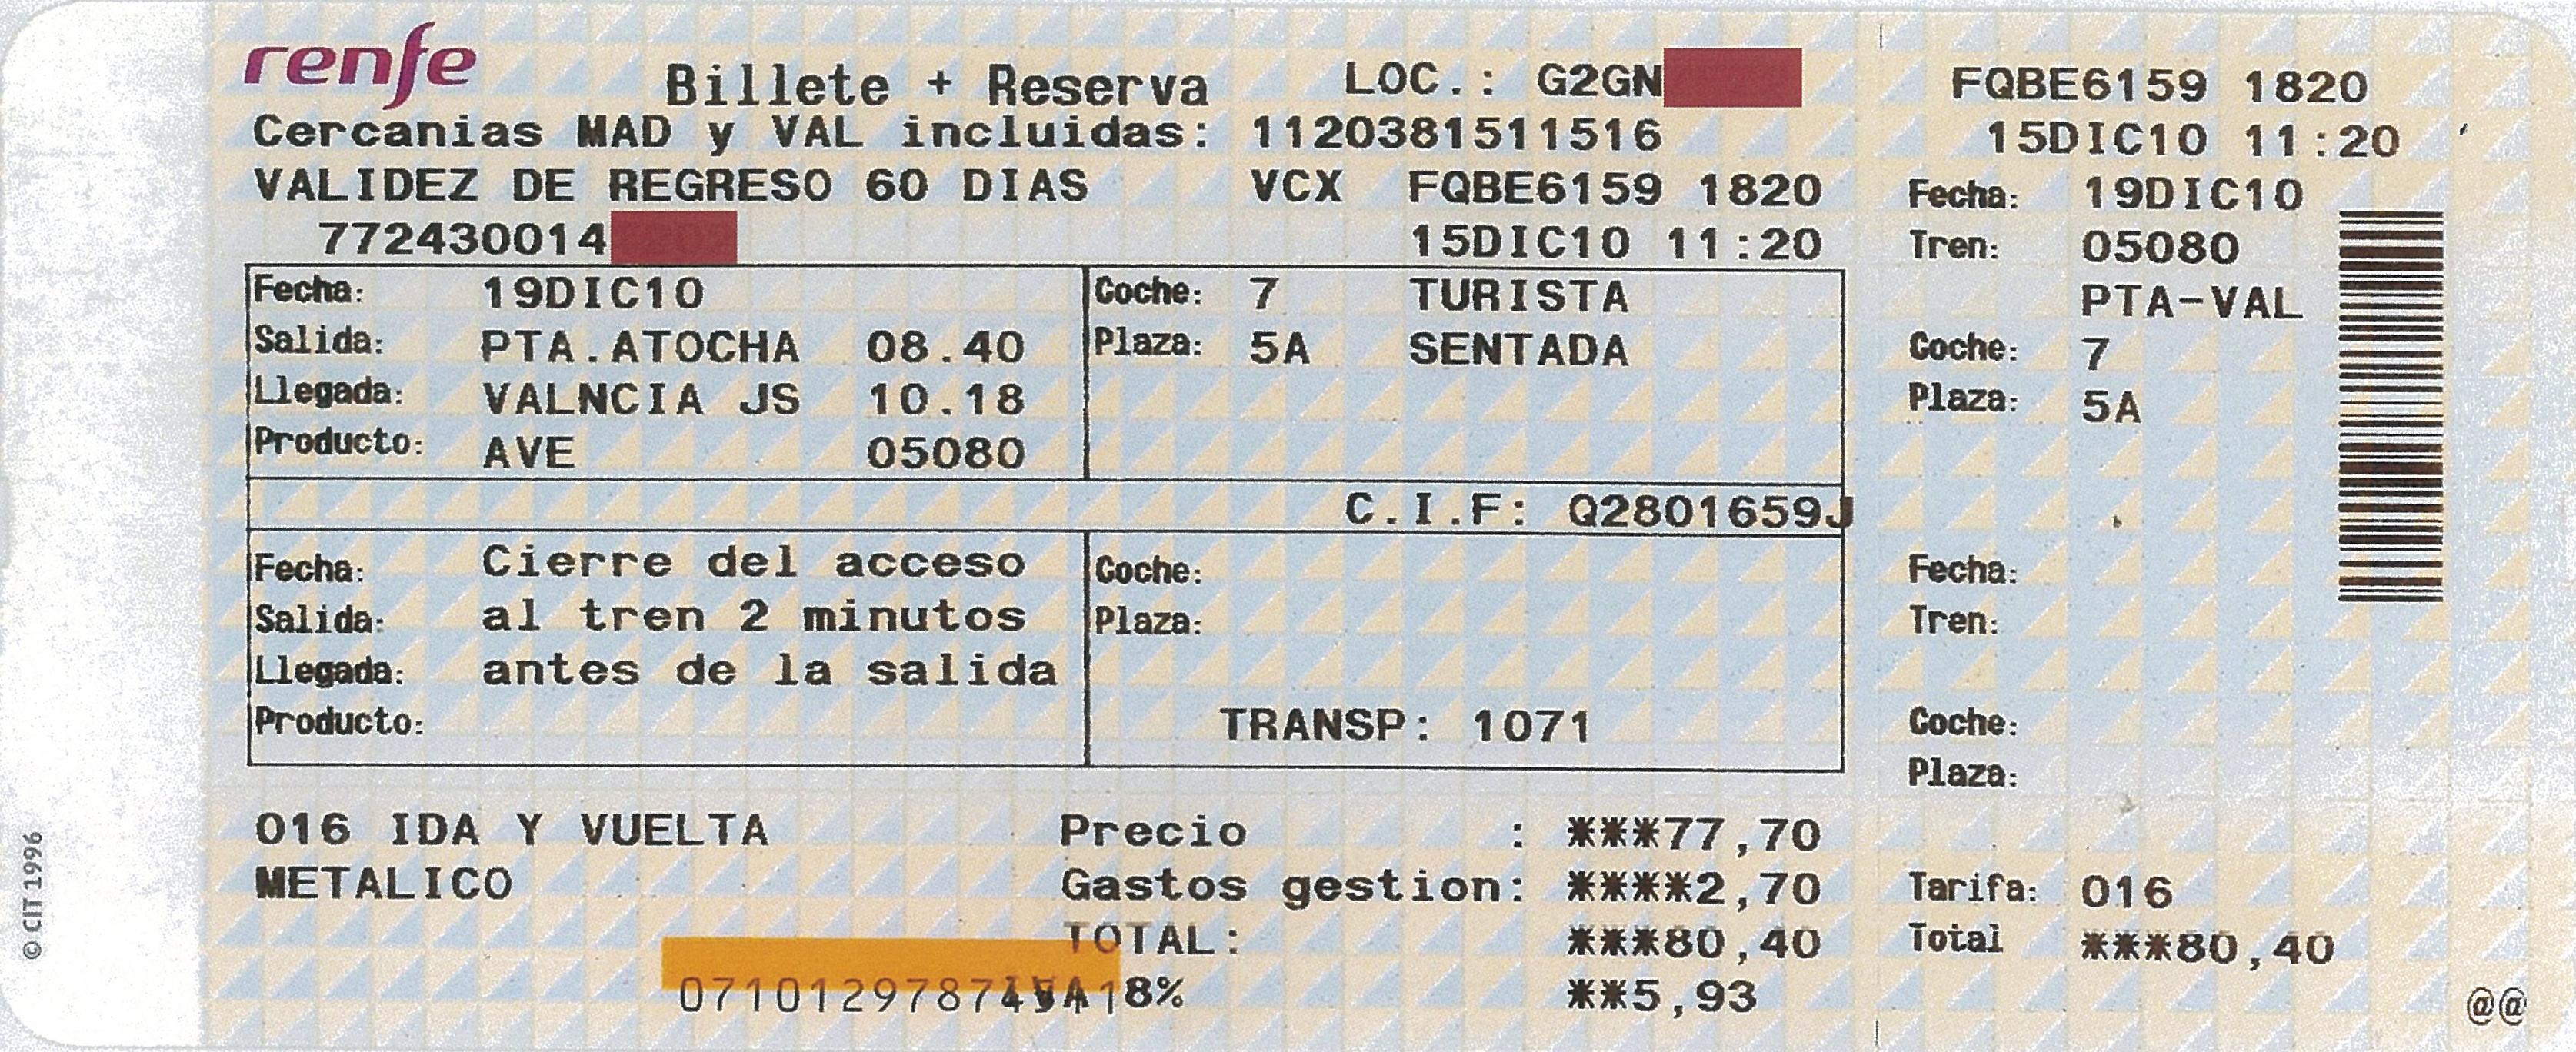 renfe
Billete + Reserva
LOC.: G2GN
Cercanias MAD y VAL incluidas: 1120381511516
VALIDEZ DE REGRESO 60 DIAS VCX FQBE6159 1820
772430014 15DIC10 11:20
Fecha: 19DIC10 Coche: 7 TURISTA
Salida: PTA.ATOCHA 08.40 Plaza: 5A SENTADA
Llegada: VALNCIA JS 10.18
Producto: AVE 05080
C.I.F: Q2801659J
Fecha: Cierre del acceso Coche:
Salida: al tren 2 minutos Plaza:
Llegada: antes de la salida
Producto: TRANSP: 1071
016 IDA Y VUELTA Precio : ***77,70
METALICO Gastos gestion: ****2,70
TOTAL: ***80,40
IVA 8% **5,93
FQBE6159 1820
15DIC10 11:20
Fecha: 19DIC10
Tren: 05080
PTA-VAL
Coche: 7
Plaza: 5A
Fecha:
Tren:
Coche:
Plaza:
Tarifa: 016
Total ***80,40
@@
© CIT 1996